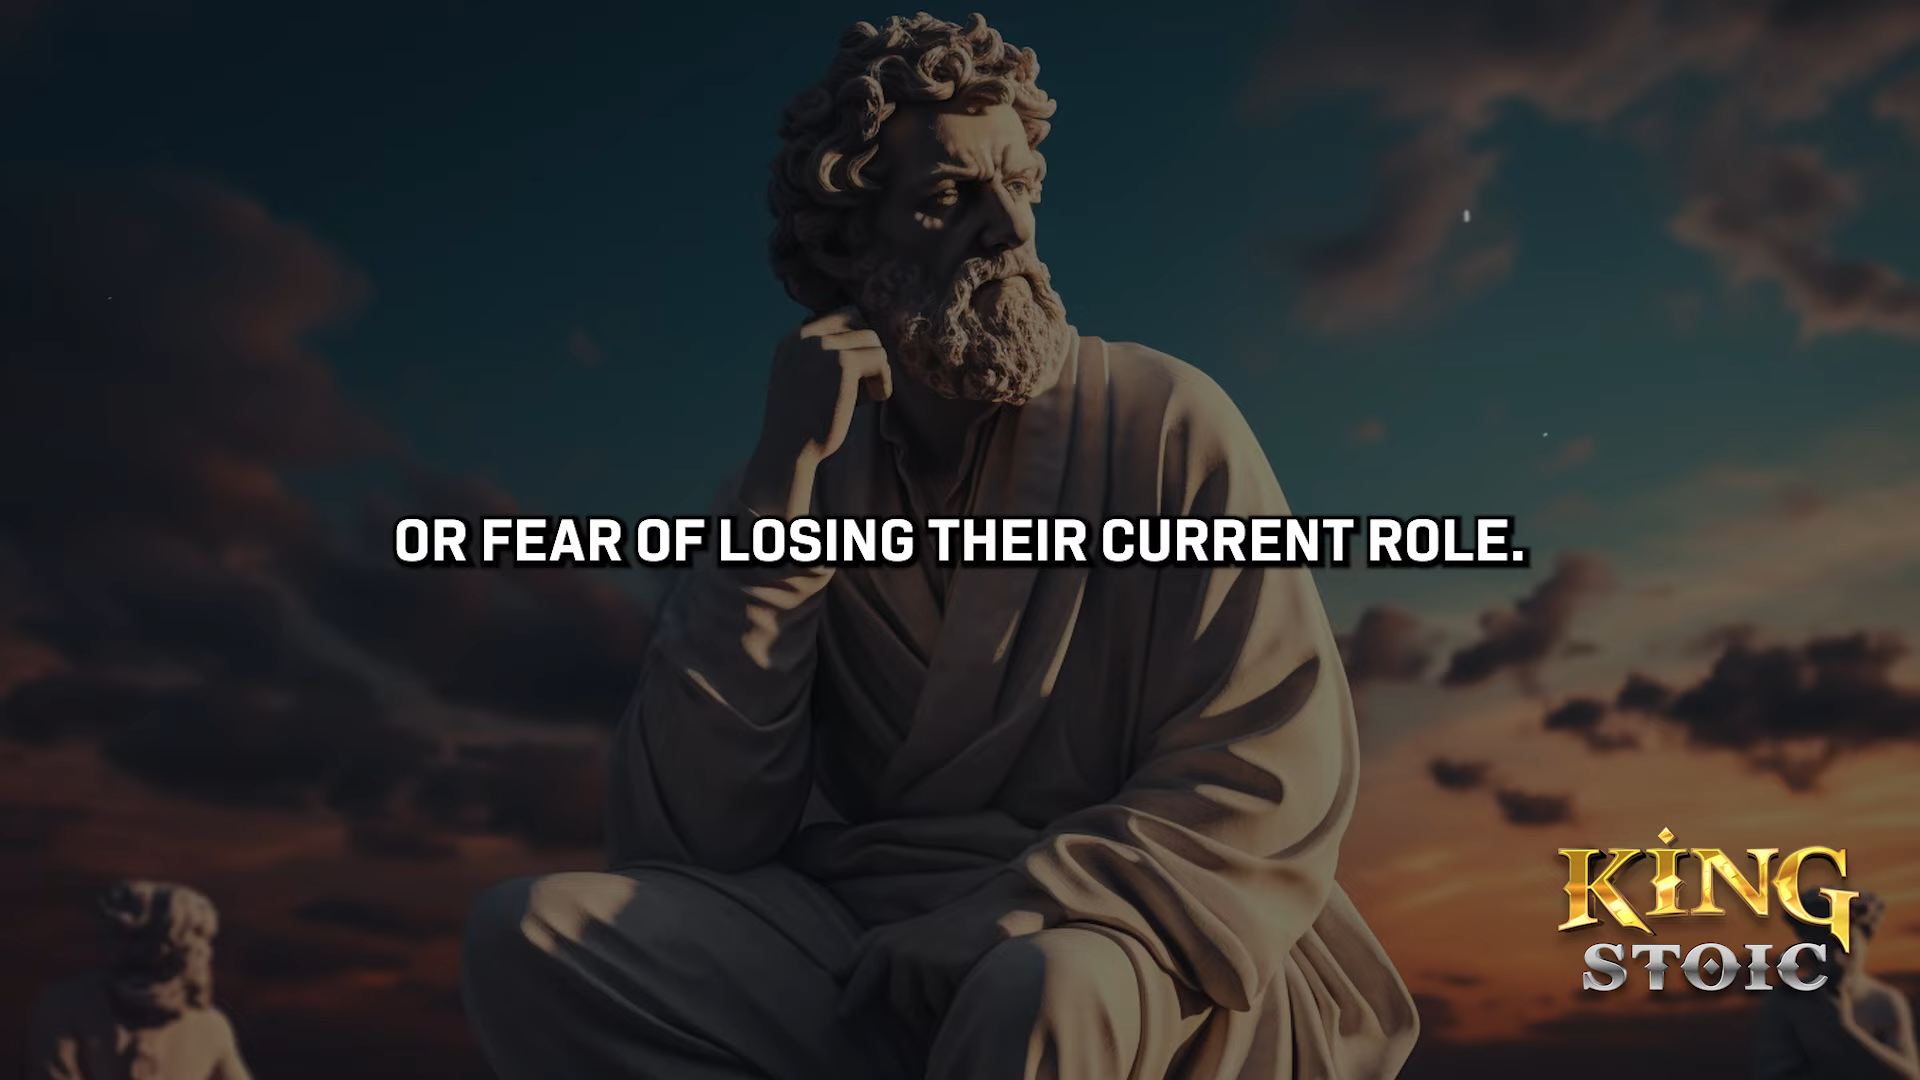 OR FEAR OF LOSING THEIR CURRENT ROLE.
KING
STOIC